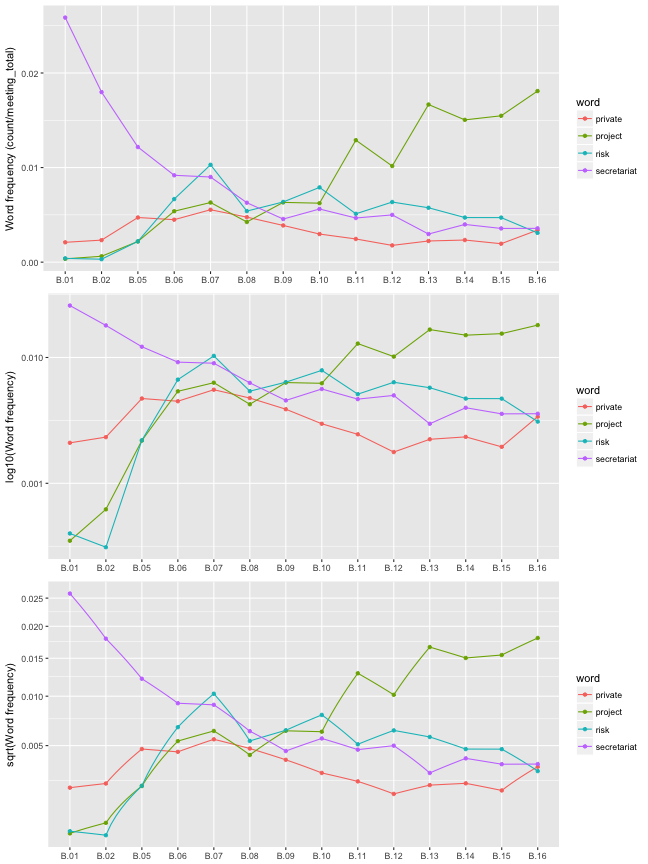 Word frequency (count/meeting_total)
0.02
0.01
0.00
B.01 B.02 B.05 B.06 B.07 B.08 B.09 B.10 B.11 B.12 B.13 B.14 B.15 B.16
word
private
project
risk
secretariat
log10(Word frequency)
0.010
0.001
B.01 B.02 B.05 B.06 B.07 B.08 B.09 B.10 B.11 B.12 B.13 B.14 B.15 B.16
word
private
project
risk
secretariat
sqrt(Word frequency)
0.025
0.020
0.015
0.010
0.005
B.01 B.02 B.05 B.06 B.07 B.08 B.09 B.10 B.11 B.12 B.13 B.14 B.15 B.16
word
private
project
risk
secretariat